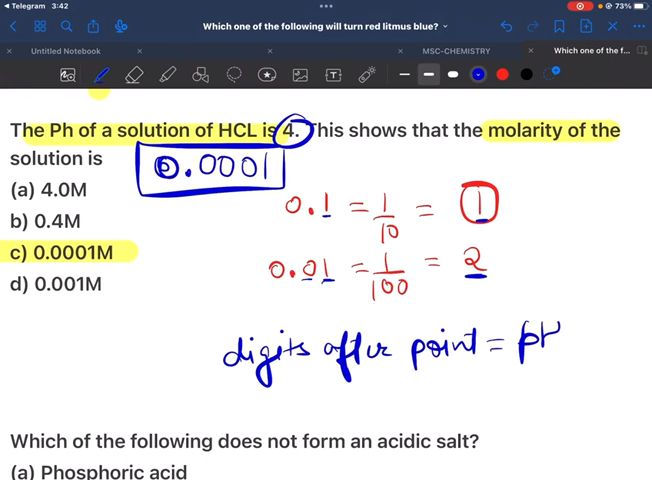 Telegram 3:42
73%
Which one of the following will turn red litmus blue?
Untitled Notebook
MSC-CHEMISTRY
Which one of the f...
The Ph of a solution of HCL is 4. This shows that the molarity of the
solution is
0.0001
(a) 4.0M
b) 0.4M
c) 0.0001M
d) 0.001M
0.1 = 1/10 = 1
0.01 = 1/100 = 2
digits after point = pH
Which of the following does not form an acidic salt?
(a) Phosphoric acid